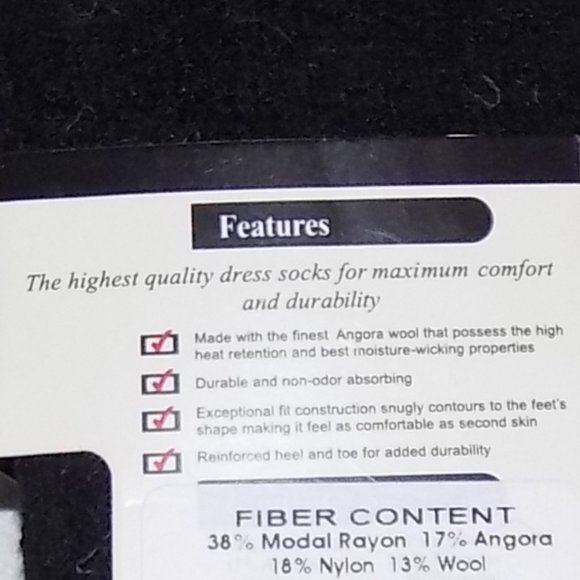 Features
The highest quality dress socks for maximum comfort
and durability
Made with the finest Angora wool that possess the high
heat retention and best moisture-wicking properties
Durable and non-odor absorbing
Exceptional fit construction snugly contours to the feet's
shape making it feel as comfortable as second skin
Reinforced heel and toe for added durability
FIBER CONTENT
38% Modal Rayon 17% Angora
18% Nylon 13% Wool